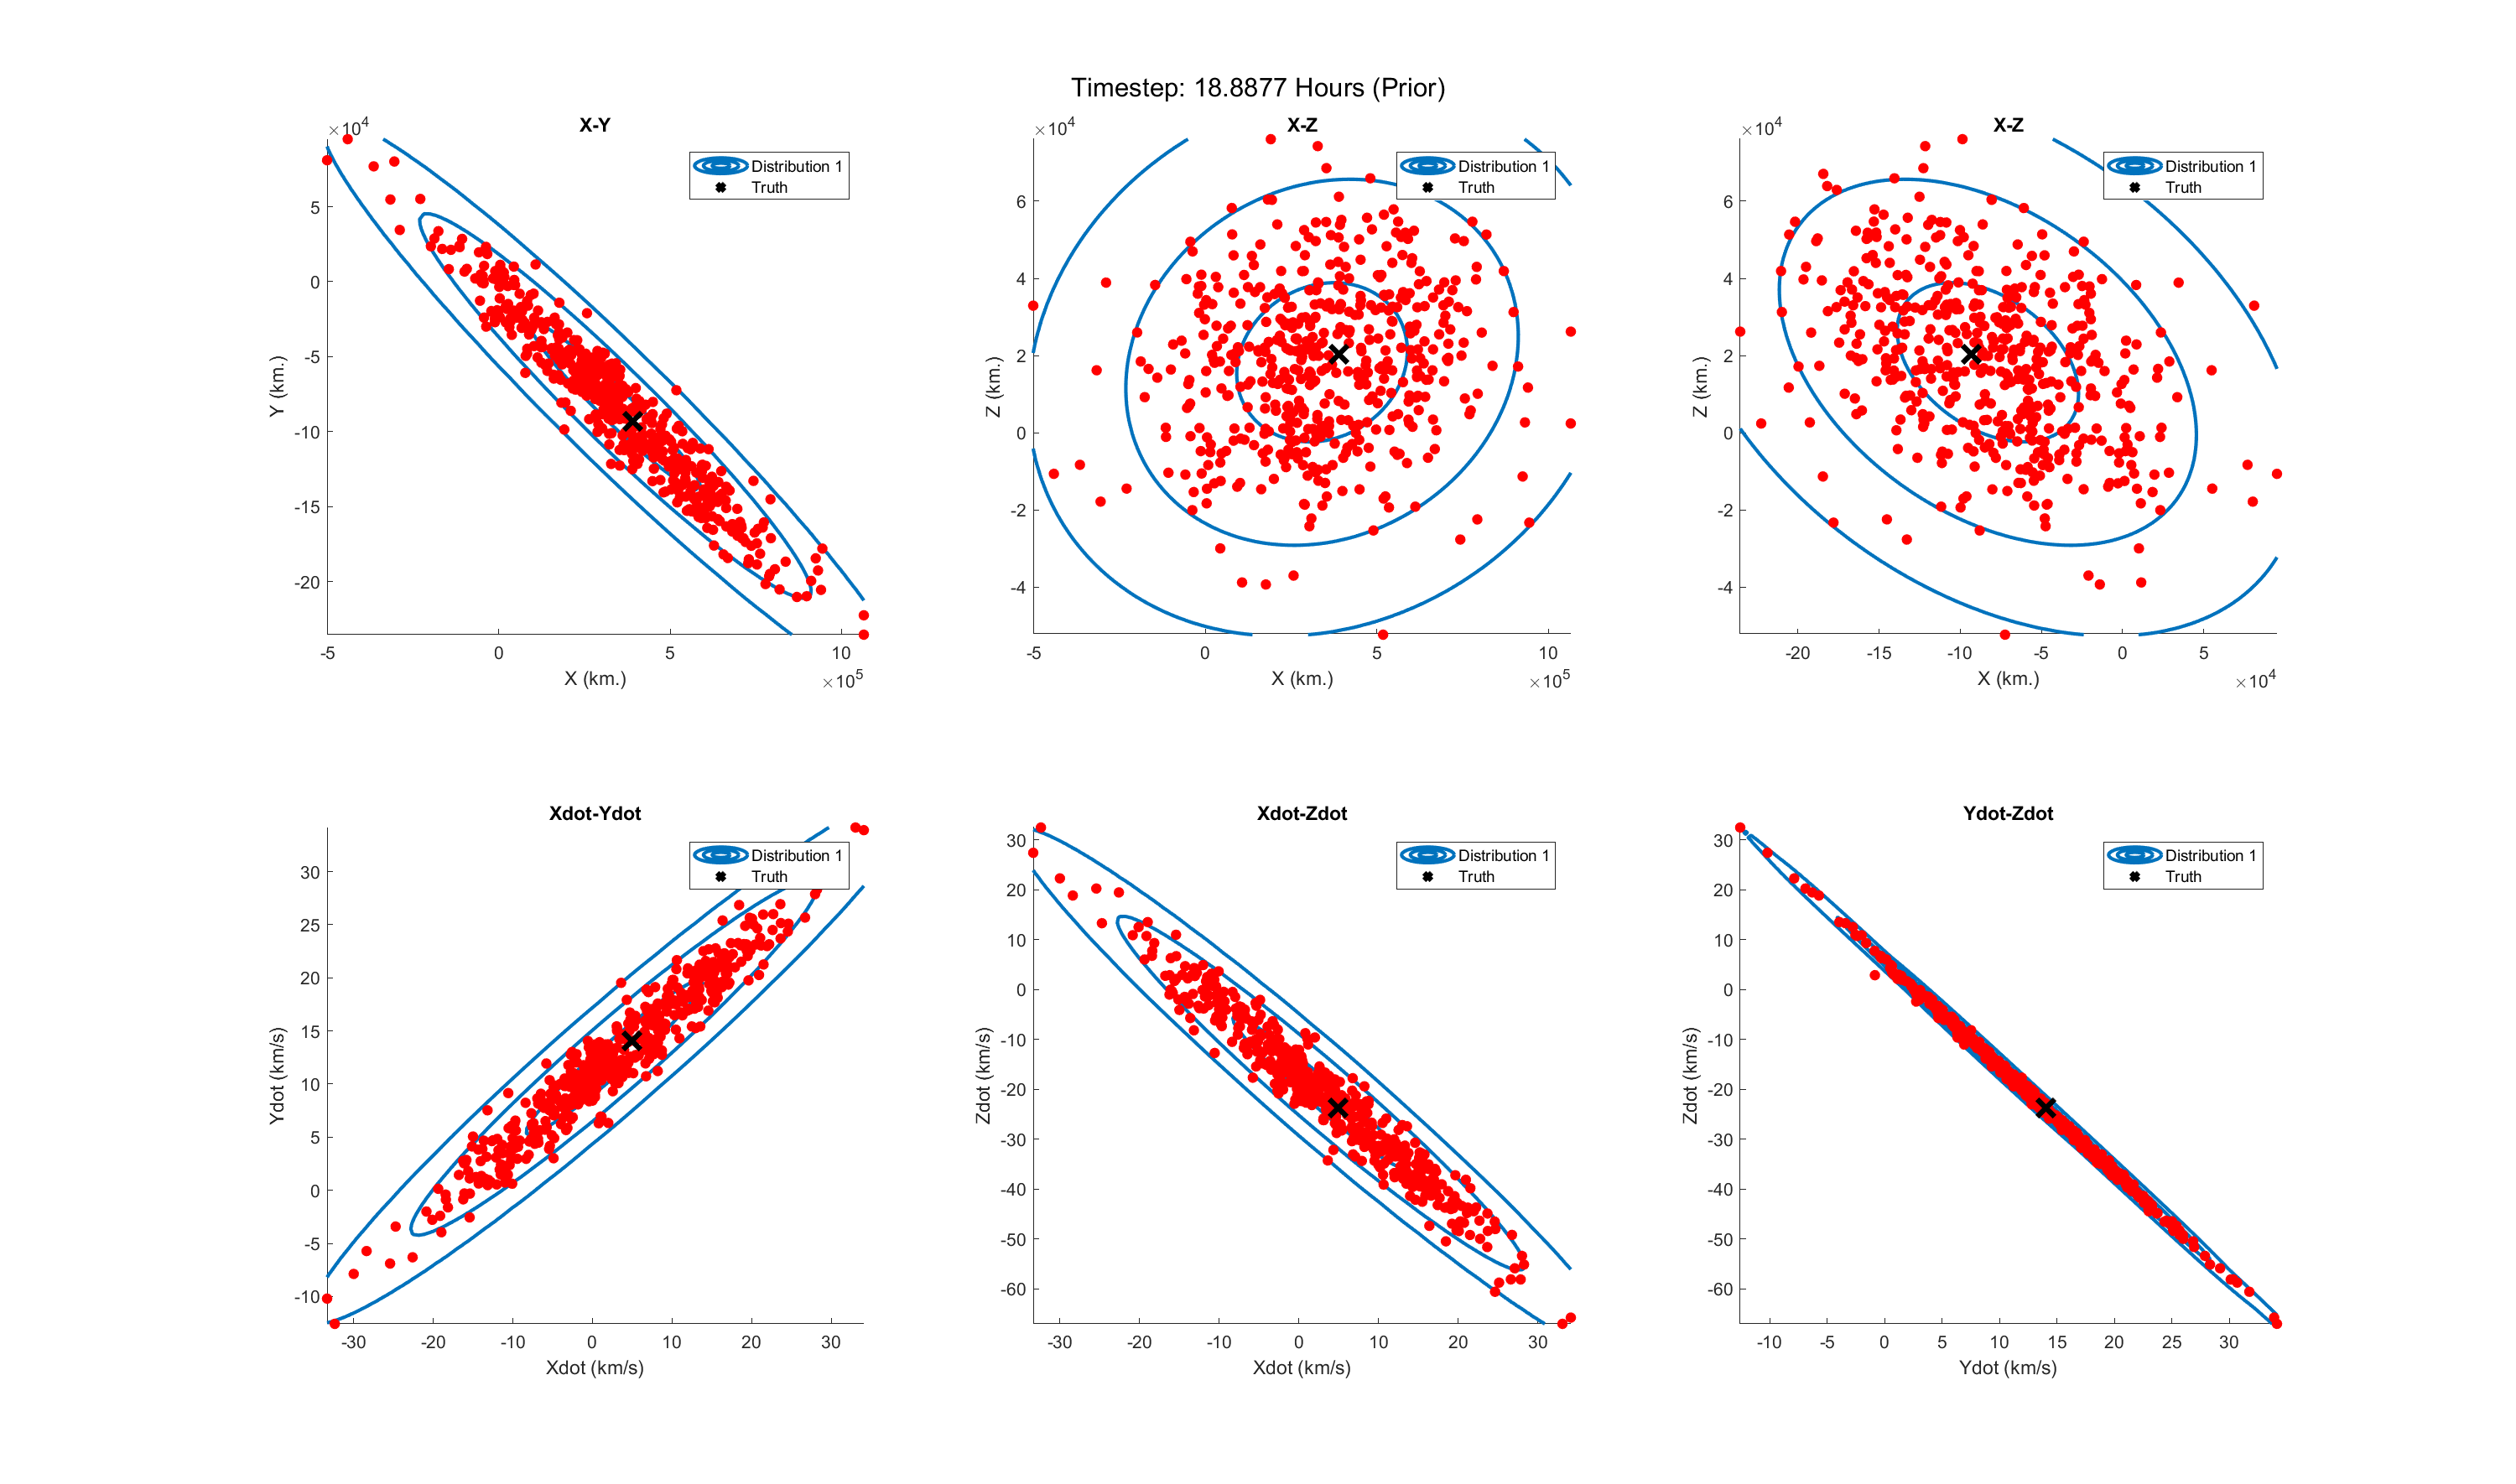 Timestep: 18.8877 Hours (Prior)
X-Y
×10^4
Distribution 1
Truth
5
0
-5
-10
-15
-20
Y (km.)
-5 0 5 10
X (km.)
×10^5
X-Z
×10^4
Distribution 1
Truth
6
4
2
0
-2
-4
Z (km.)
-5 0 5 10
X (km.)
×10^5
X-Z
×10^4
Distribution 1
Truth
6
4
2
0
-2
-4
Z (km.)
-20 -15 -10 -5 0 5
X (km.)
×10^4
Xdot-Ydot
Distribution 1
Truth
30
25
20
15
10
5
0
-5
-10
Ydot (km/s)
-30 -20 -10 0 10 20 30
Xdot (km/s)
Xdot-Zdot
Distribution 1
Truth
30
20
10
0
-10
-20
-30
-40
-50
-60
Zdot (km/s)
-30 -20 -10 0 10 20 30
Xdot (km/s)
Ydot-Zdot
Distribution 1
Truth
30
20
10
0
-10
-20
-30
-40
-50
-60
Zdot (km/s)
-10 -5 0 5 10 15 20 25 30
Ydot (km/s)